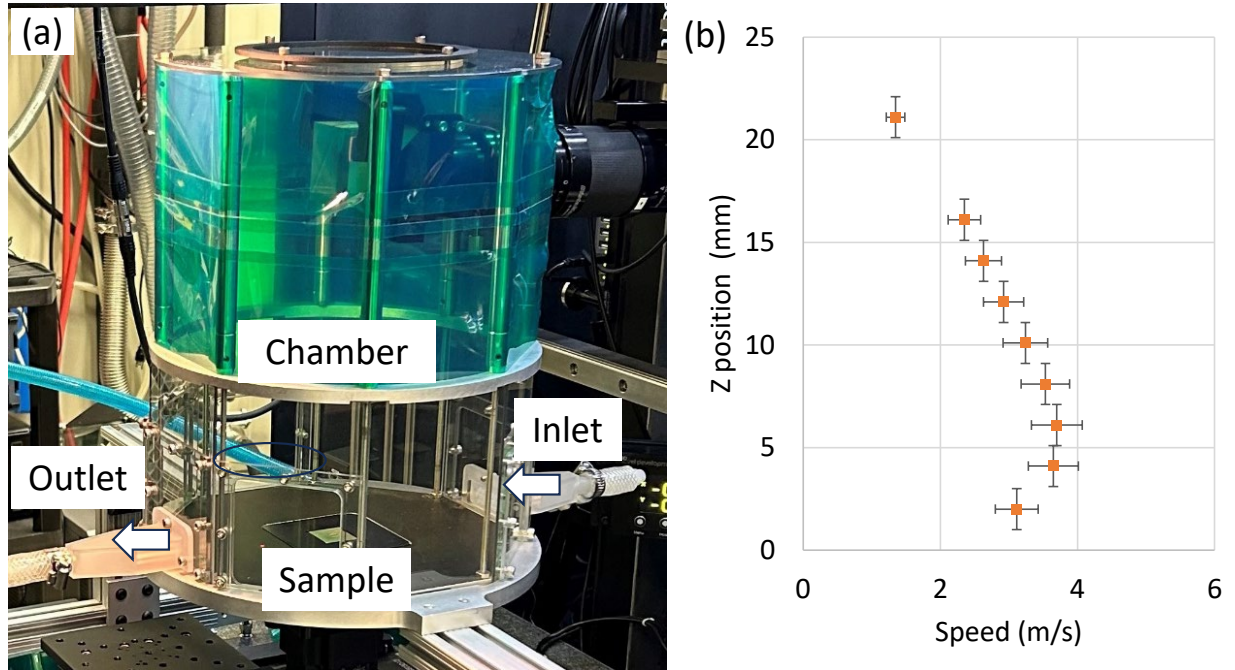 (a)
Chamber
Inlet
Outlet
Sample
(b)
25
20
15
10
5
0
Z position (mm)
0 2 4 6
Speed (m/s)